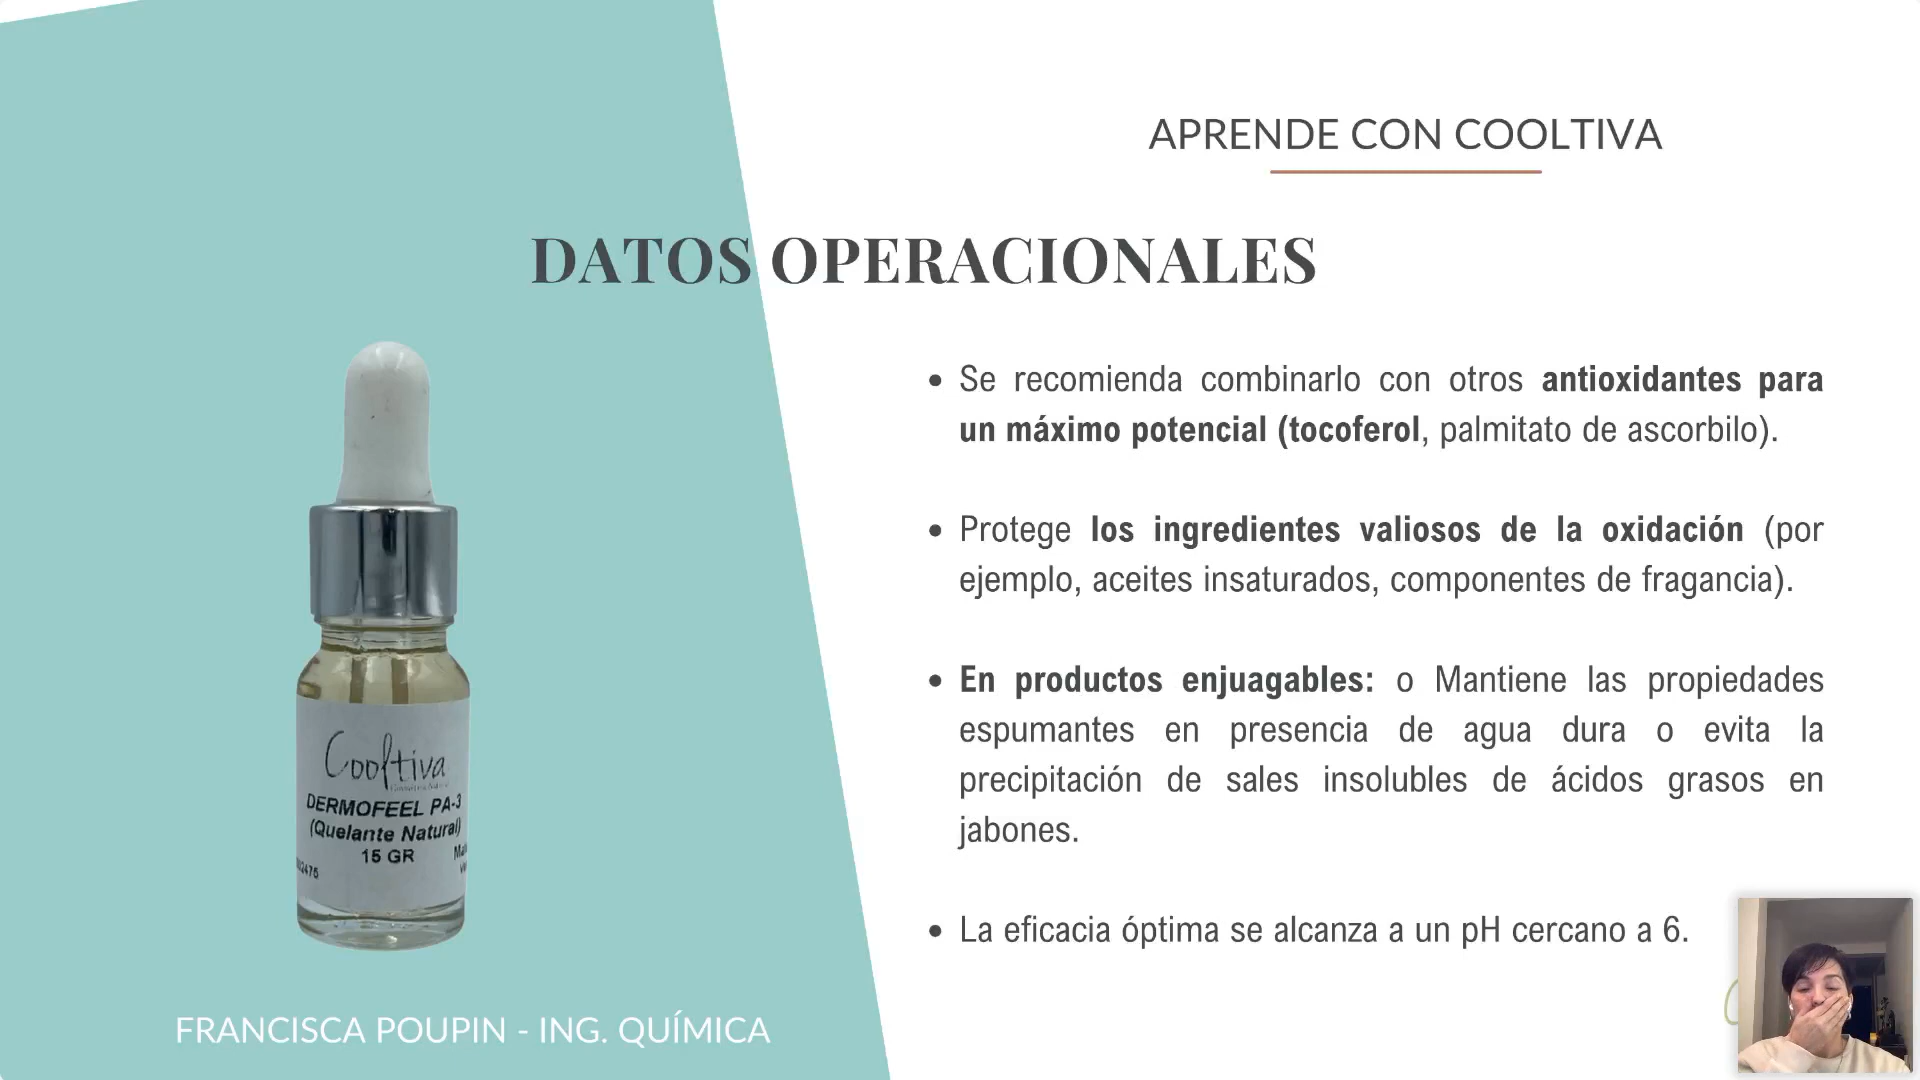 APRENDE CON COOLTIVA
DATOS OPERACIONALES
• Se recomienda combinarlo con otros antioxidantes para
un máximo potencial (tocoferol, palmitato de ascorbilo).
• Protege los ingredientes valiosos de la oxidación (por
ejemplo, aceites insaturados, componentes de fragancia).
• En productos enjuagables: o Mantiene las propiedades
espumantes en presencia de agua dura o evita la
precipitación de sales insolubles de ácidos grasos en
jabones.
• La eficacia óptima se alcanza a un pH cercano a 6.
Cooltiva
DERMOFEEL PA-3
(Quelante Natural)
15 GR
FRANCISCA POUPIN - ING. QUÍMICA